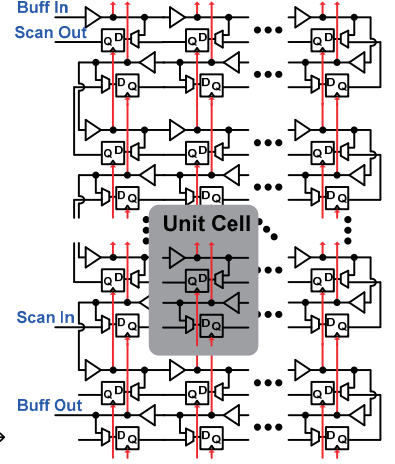 Buff In
Scan Out
Q D Q D Q D
D Q D Q D Q
Q D Q D Q D
D Q D Q D Q
Unit Cell
Q D Q D Q D
Scan In
D Q D Q D Q
Q D Q D Q D
Buff Out
D Q D Q D Q